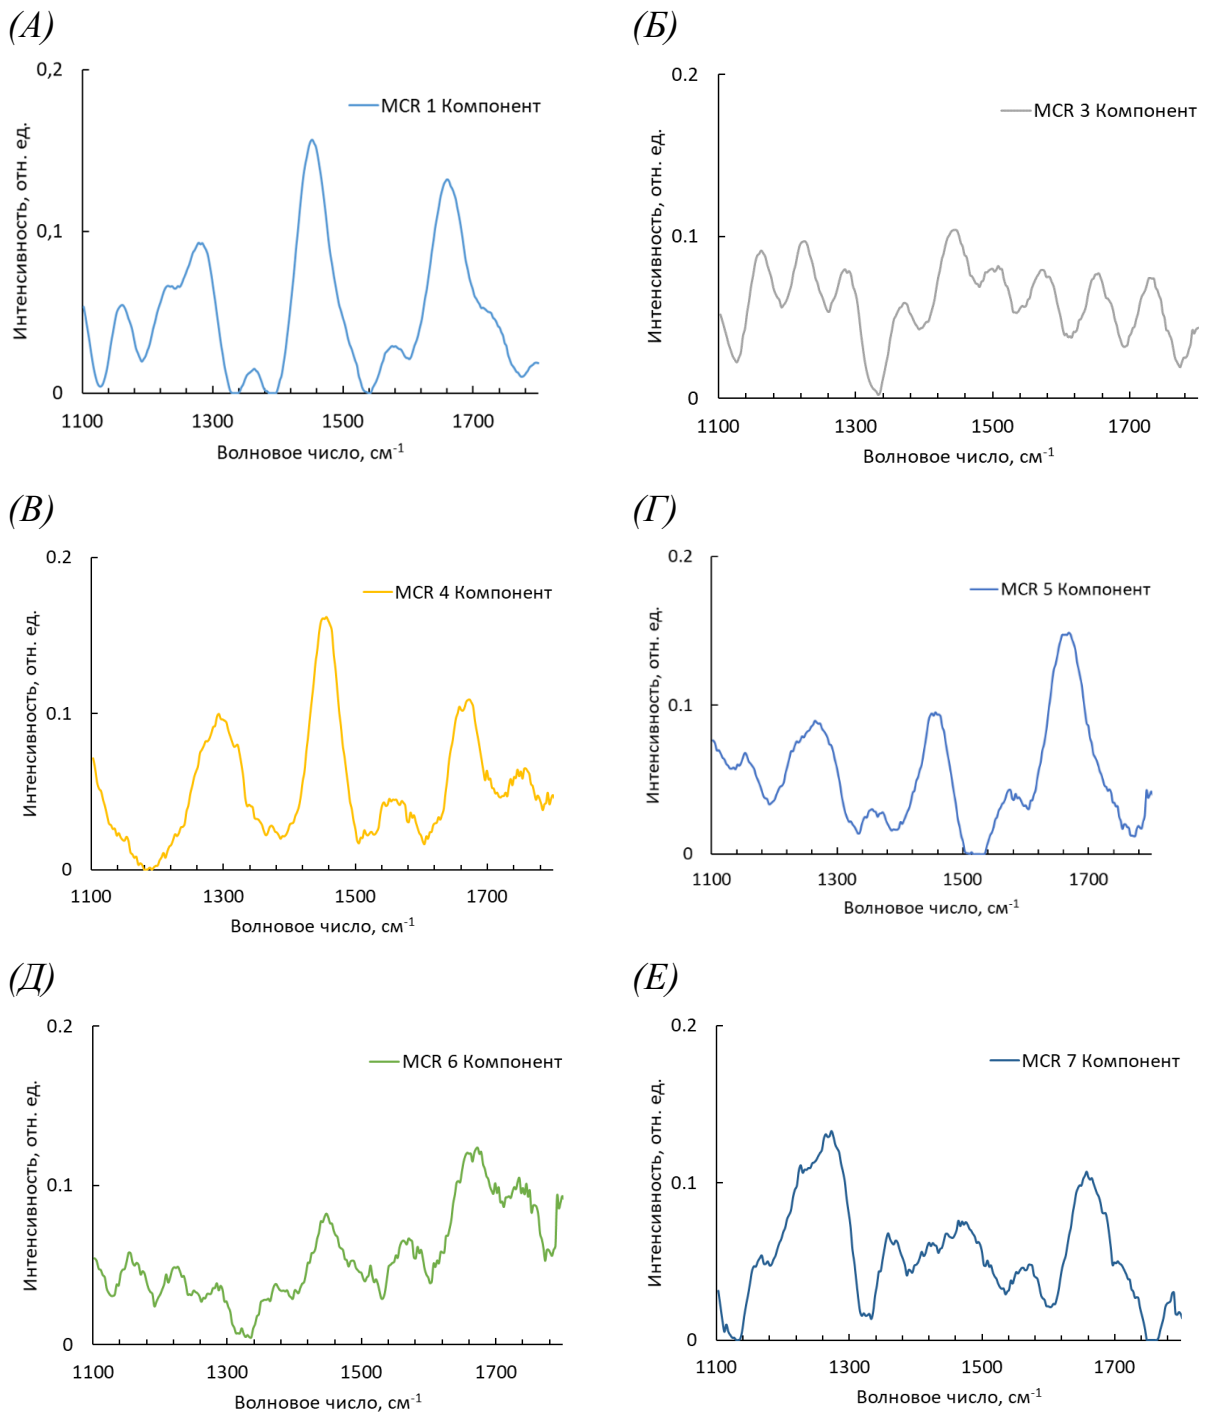 (А)
0,2
MCR 1 Компонент
Интенсивность, отн. ед.
0,1
0
1100 1300 1500 1700
Волновое число, см-1
(Б)
0.2
MCR 3 Компонент
Интенсивность, отн. ед.
0.1
0
1100 1300 1500 1700
Волновое число, см-1
(В)
0.2
MCR 4 Компонент
Интенсивность, отн. ед.
0.1
0
1100 1300 1500 1700
Волновое число, см-1
(Г)
0.2
MCR 5 Компонент
Интенсивность, отн. ед.
0.1
0
1100 1300 1500 1700
Волновое число, см-1
(Д)
0.2
MCR 6 Компонент
Интенсивность, отн. ед.
0.1
0
1100 1300 1500 1700
Волновое число, см-1
(Е)
0.2
MCR 7 Компонент
Интенсивность, отн. ед.
0.1
0
1100 1300 1500 1700
Волновое число, см-1